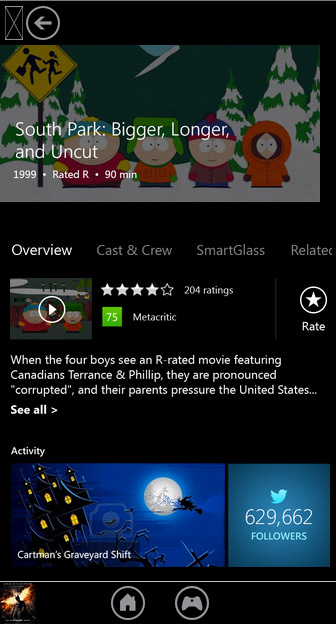 South Park: Bigger, Longer,
and Uncut
1999 • Rated R • 90 min
Overview Cast & Crew SmartGlass Related
204 ratings
75 Metacritic
Rate
When the four boys see an R-rated movie featuring
Canadians Terrance & Phillip, they are pronounced
"corrupted", and their parents pressure the United States...
See all >
Activity
Cartman's Graveyard Shift
629,662
FOLLOWERS